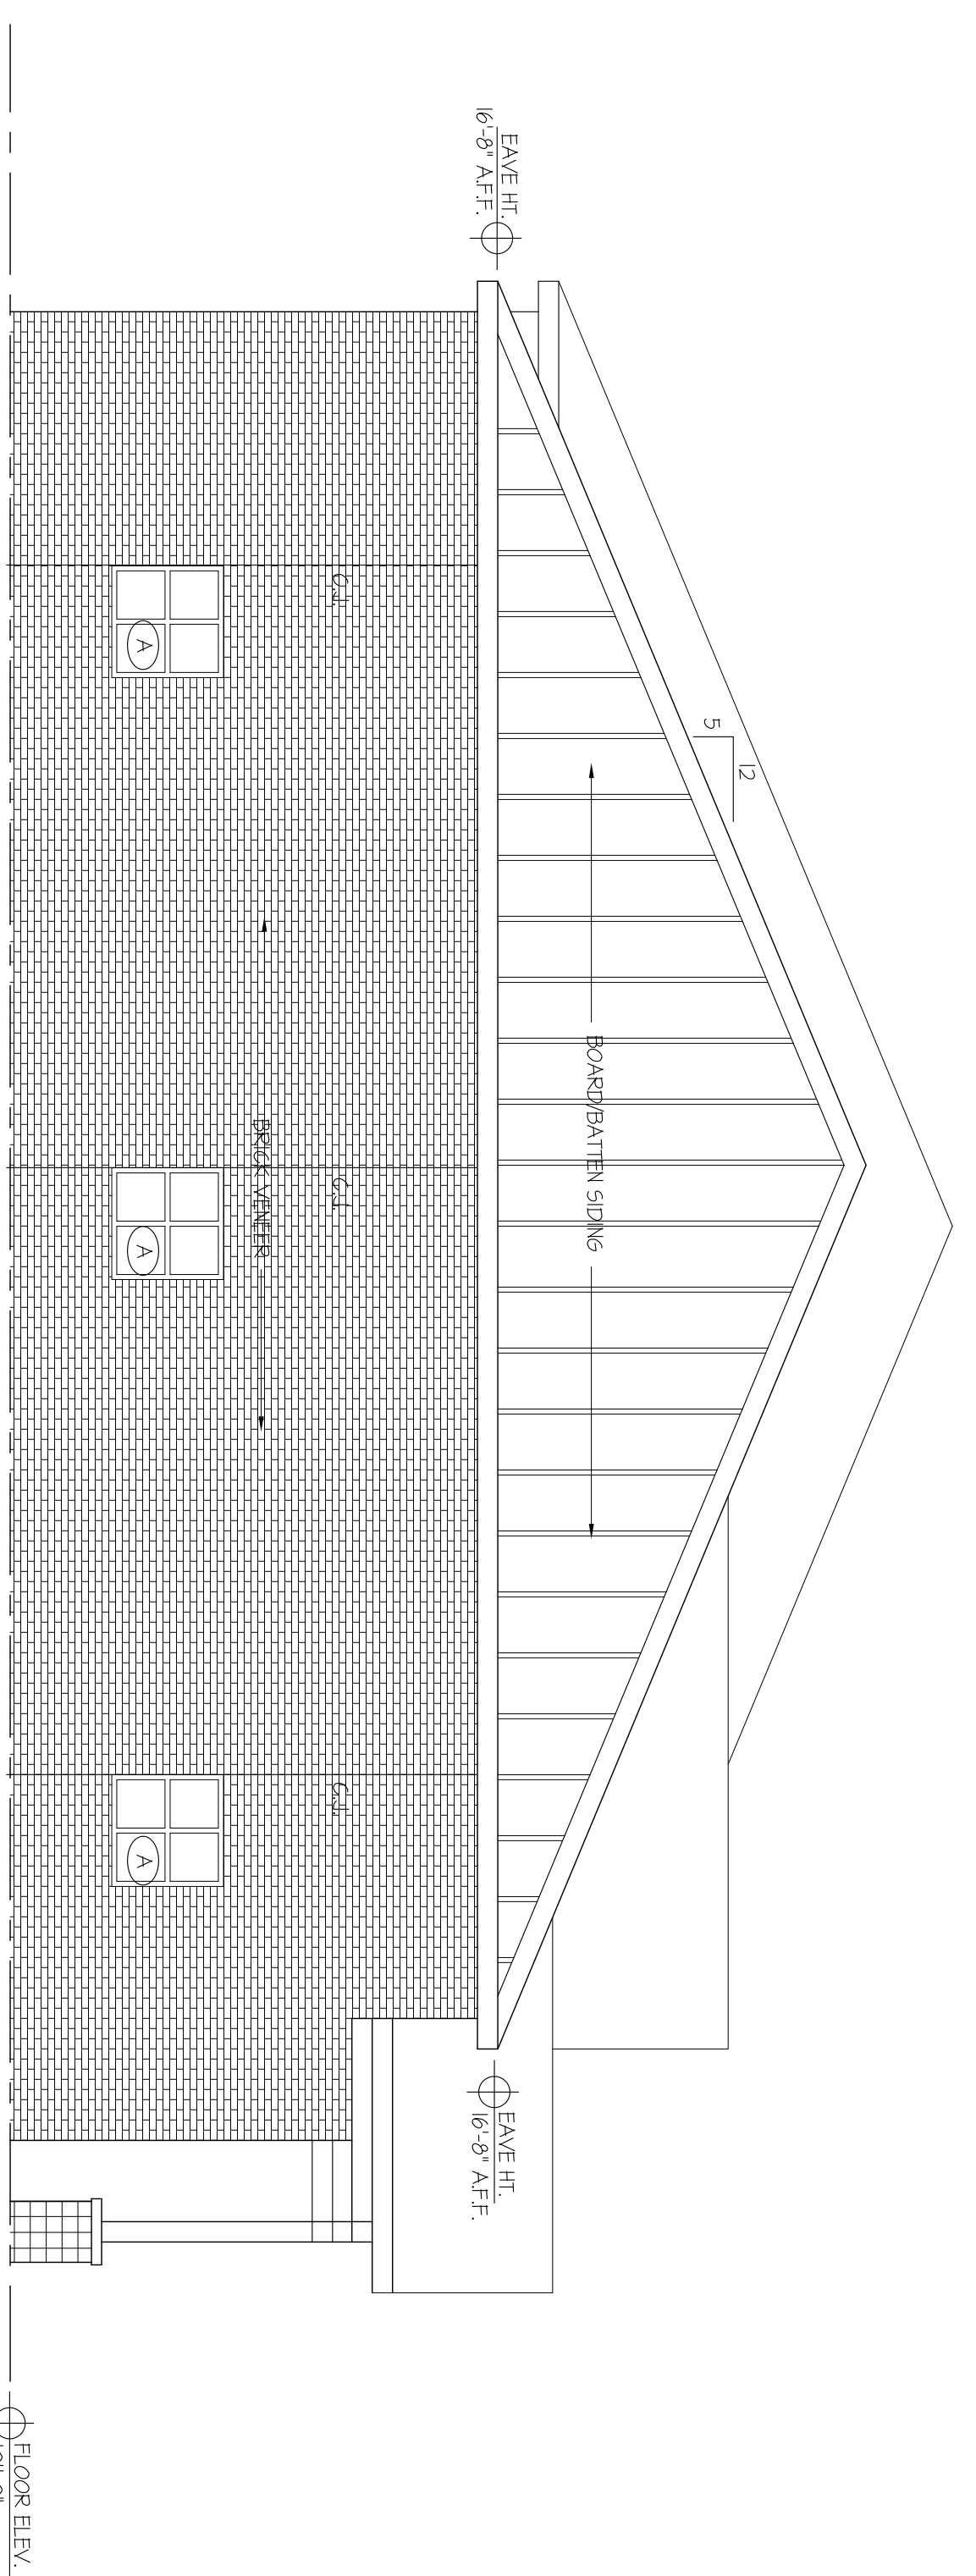 12
5
EAVE HT.
16'-8" A.F.F.
EAVE HT.
16'-8" A.F.F.
BOARD/BATTEN SIDING
C.J.
C.J.
C.J.
BRICK VENEER
A
A
A
FLOOR ELEV.